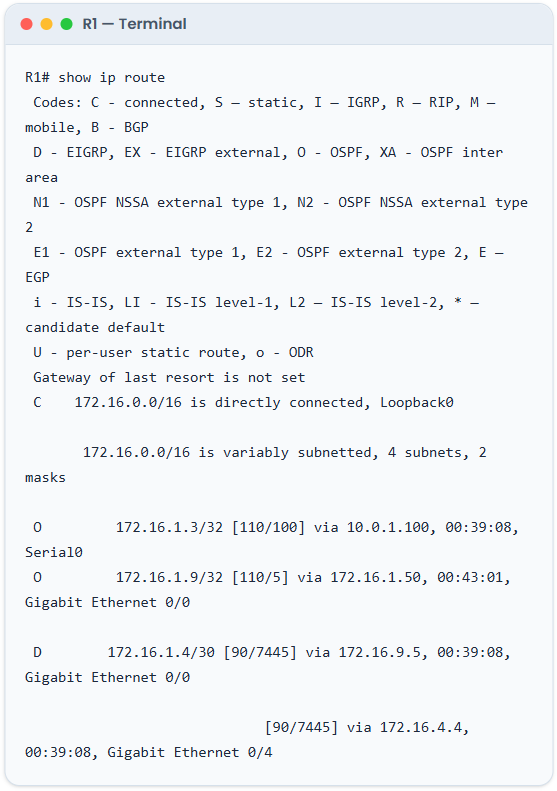 R1 — Terminal
R1# show ip route
Codes: C - connected, S – static, I – IGRP, R – RIP, M –
mobile, B - BGP
D - EIGRP, EX - EIGRP external, O - OSPF, XA - OSPF inter
area
N1 - OSPF NSSA external type 1, N2 - OSPF NSSA external type
2
E1 - OSPF external type 1, E2 - OSPF external type 2, E –
EGP
i - IS-IS, LI - IS-IS level-1, L2 – IS-IS level-2, * –
candidate default
U - per-user static route, o - ODR
Gateway of last resort is not set
C    172.16.0.0/16 is directly connected, Loopback0
172.16.0.0/16 is variably subnetted, 4 subnets, 2
masks
O         172.16.1.3/32 [110/100] via 10.0.1.100, 00:39:08,
Serial0
O         172.16.1.9/32 [110/5] via 172.16.1.50, 00:43:01,
Gigabit Ethernet 0/0
D        172.16.1.4/30 [90/7445] via 172.16.9.5, 00:39:08,
Gigabit Ethernet 0/0
[90/7445] via 172.16.4.4,
00:39:08, Gigabit Ethernet 0/4